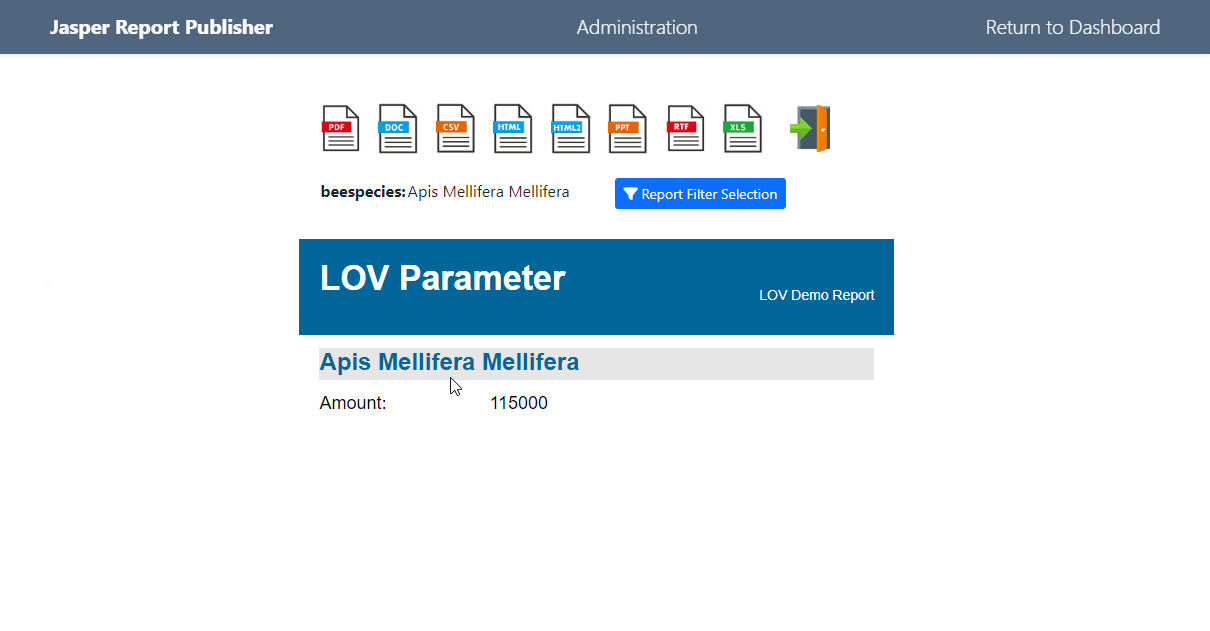 Jasper Report Publisher Administration Return to Dashboard
PDF DOC CSV HTML HTML2 PPT RTF XLS
beespecies: Apis Mellifera Mellifera Report Filter Selection
LOV Parameter
LOV Demo Report
Apis Mellifera Mellifera
Amount: 115000